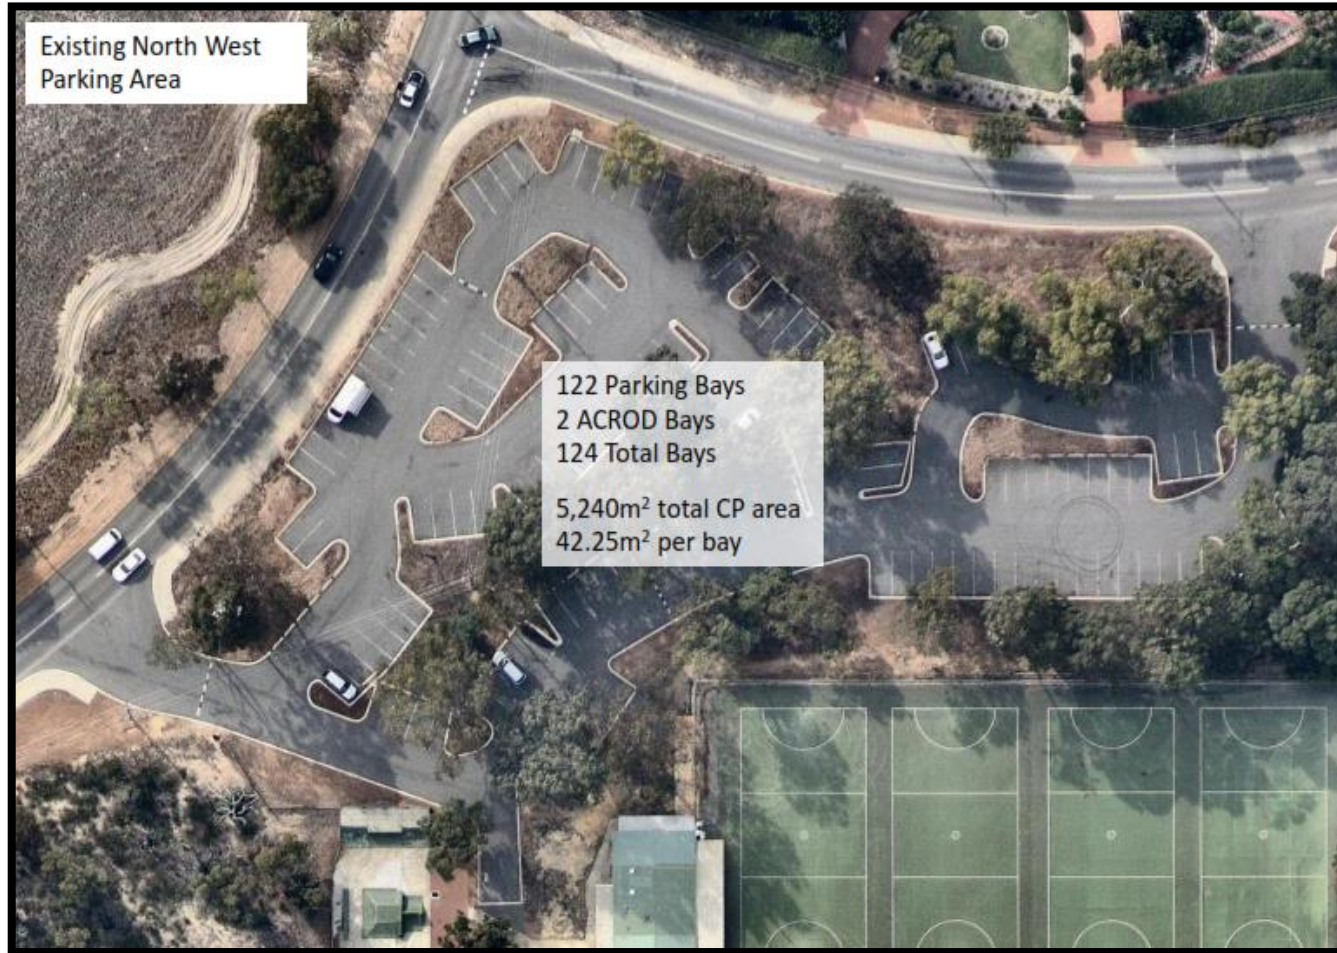 Existing North West
Parking Area
122 Parking Bays
2 ACROD Bays
124 Total Bays
5,240m² total CP area
42.25m² per bay